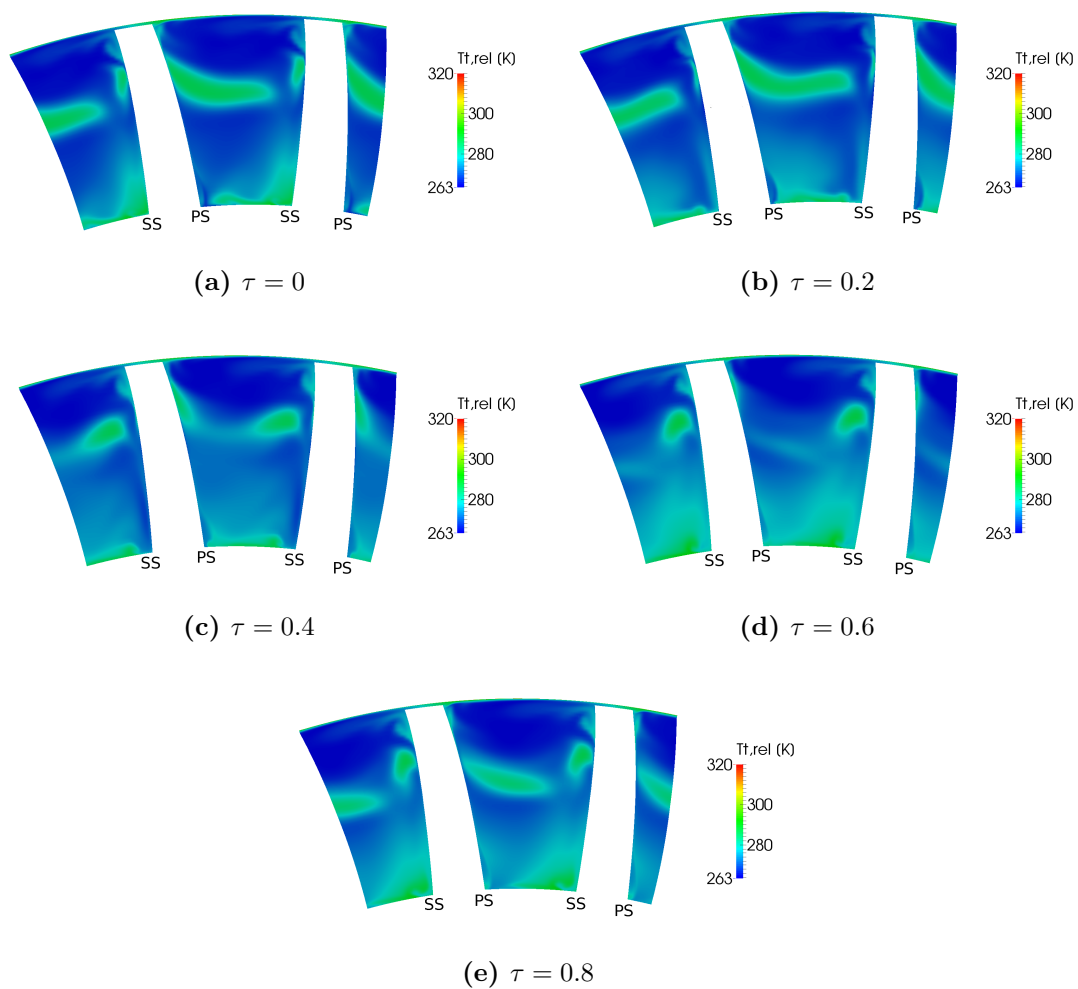 Tt,rel (K)
320
300
280
263
PS
SS
SS
PS
(a) τ = 0
Tt,rel (K)
320
300
280
263
PS
SS
SS
PS
(b) τ = 0.2
Tt,rel (K)
320
300
280
263
SS
PS
SS
PS
(c) τ = 0.4
Tt,rel (K)
320
300
280
263
SS
PS
SS
PS
(d) τ = 0.6
Tt,rel (K)
320
300
280
263
SS
PS
SS
PS
(e) τ = 0.8